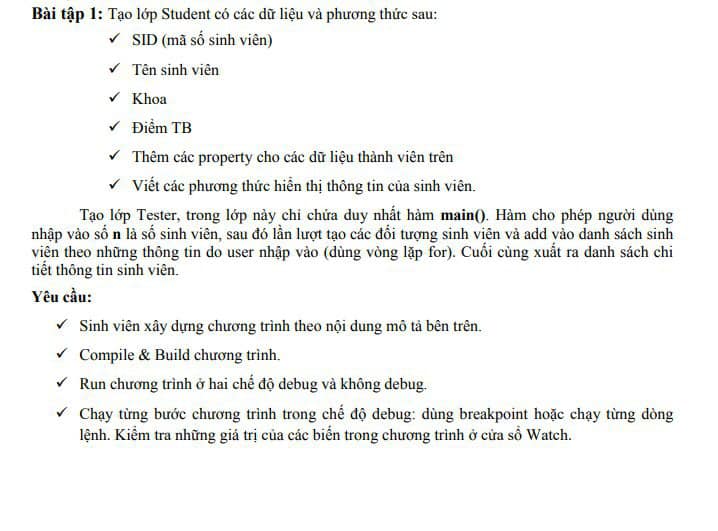 Bài tập 1: Tạo lớp Student có các dữ liệu và phương thức sau:
✓ SID (mã số sinh viên)
✓ Tên sinh viên
✓ Khoa
✓ Điểm TB
✓ Thêm các property cho các dữ liệu thành viên trên
✓ Viết các phương thức hiển thị thông tin của sinh viên.
Tạo lớp Tester, trong lớp này chỉ chứa duy nhất hàm main(). Hàm cho phép người dùng
nhập vào số n là số sinh viên, sau đó lần lượt tạo các đối tượng sinh viên và add vào danh sách sinh
viên theo những thông tin do user nhập vào (dùng vòng lặp for). Cuối cùng xuất ra danh sách chi
tiết thông tin sinh viên.
Yêu cầu:
✓ Sinh viên xây dựng chương trình theo nội dung mô tả bên trên.
✓ Compile & Build chương trình.
✓ Run chương trình ở hai chế độ debug và không debug.
✓ Chạy từng bước chương trình trong chế độ debug: dùng breakpoint hoặc chạy từng dòng
lệnh. Kiểm tra những giá trị của các biến trong chương trình ở cửa sổ Watch.